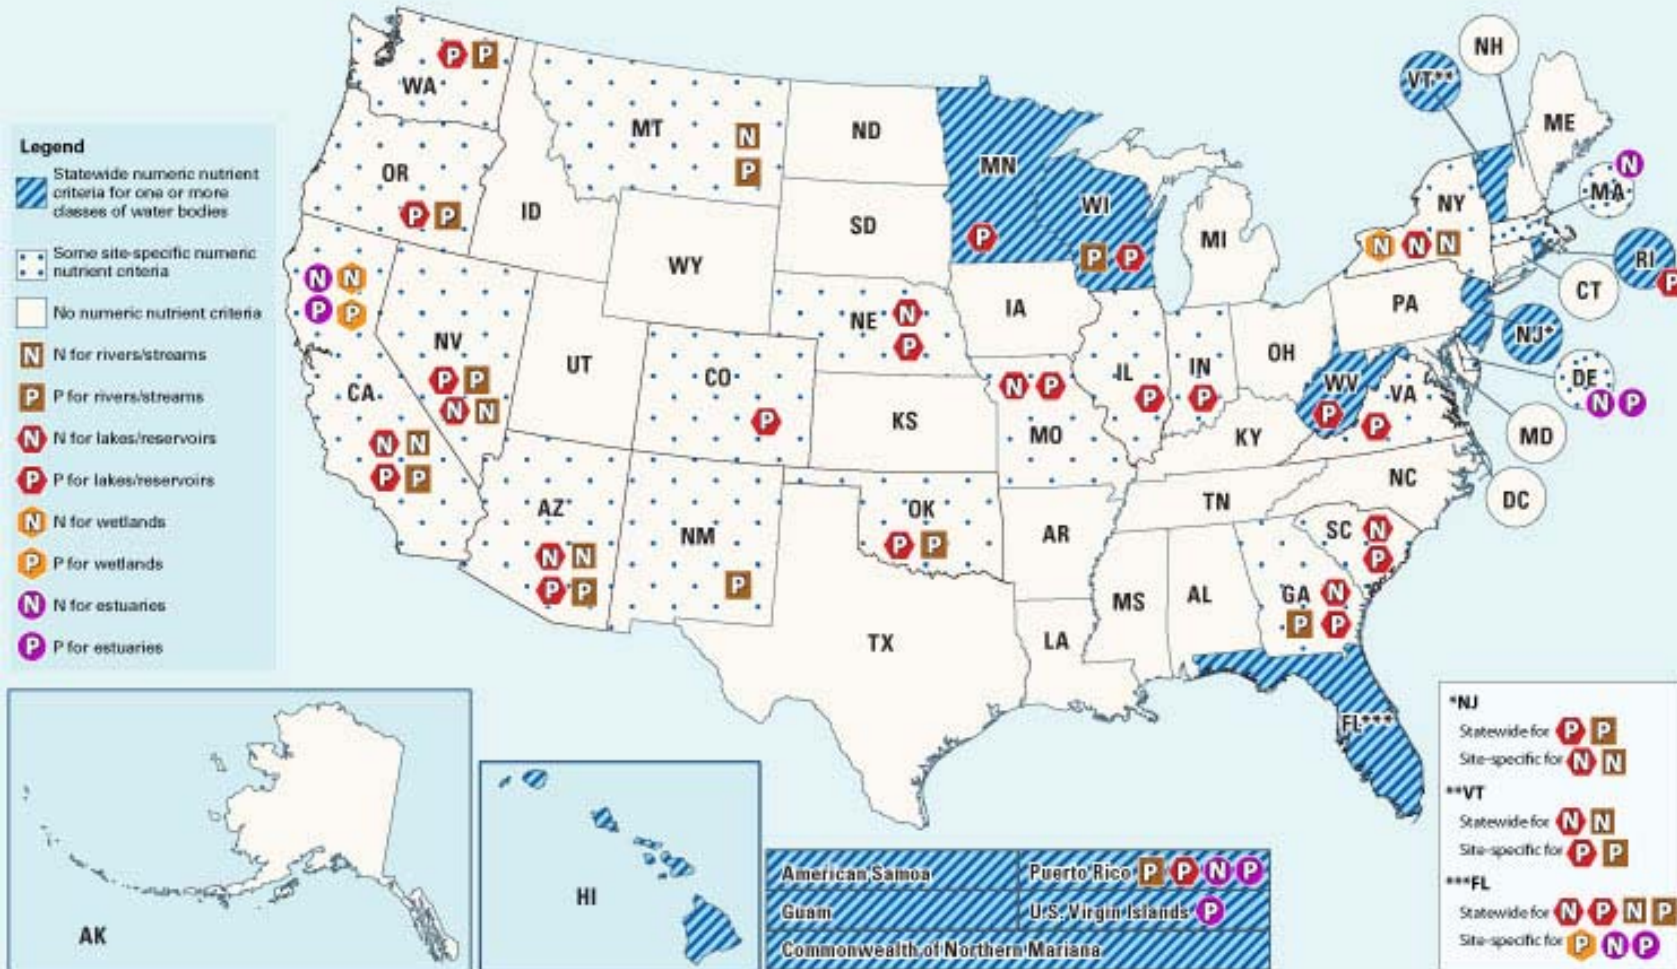 Legend
Statewide numeric nutrient
criteria for one or more
classes of water bodies
Some site-specific numeric
nutrient criteria
No numeric nutrient criteria
N N for rivers/streams
P P for rivers/streams
N N for lakes/reservoirs
P P for lakes/reservoirs
N N for wetlands
P P for wetlands
N N for estuaries
P P for estuaries
WA
P P
OR
P P
MT
N
P
ID
WY
ND
SD
NE
N
P
KS
MN
P
WI
P P
IA
MI
N N
P P
CA
N N
P P
NV
P P
N N
UT
CO
P
AZ
N N
P P
NM
P
OK
P P
TX
MO
N P
AR
LA
IL
P
IN
P
OH
KY
TN
MS
AL
GA
N
P P
SC
N
P
NC
VA
P
WV
P
PA
NY
N N N
VT**
NH
ME
MA
N
RI
P
CT
NJ*
DE
N P
MD
DC
FL***
AK
HI
American Samoa
Puerto Rico P P N P
Guam
U.S. Virgin Islands P
Commonwealth of Northern Mariana
*NJ
Statewide for P P
Site-specific for N N
**VT
Statewide for N N
Site-specific for P P
***FL
Statewide for N P N P
Site-specific for P N P